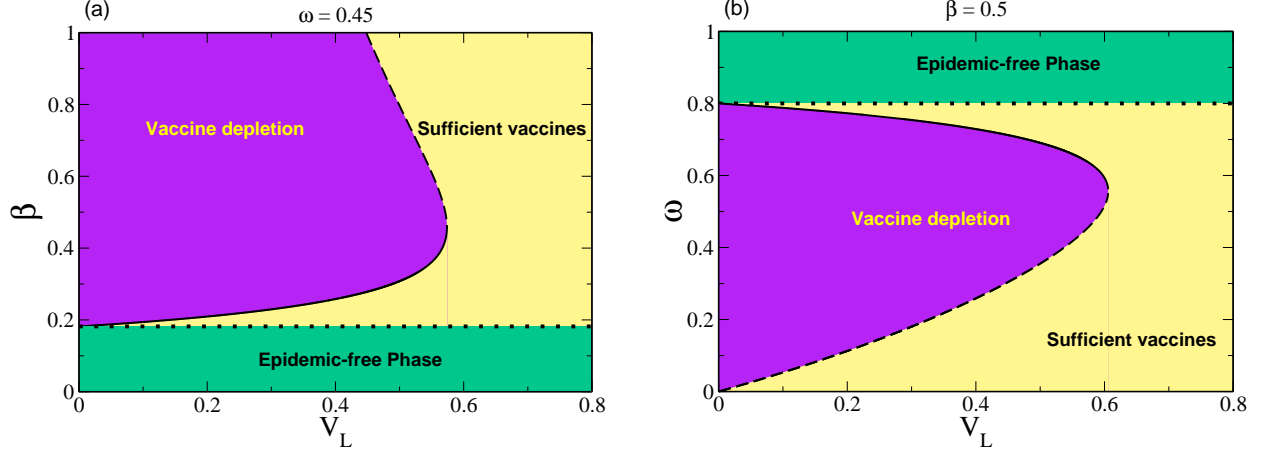 (a)
ω = 0.45
1
0.8
0.6
0.4
0.2
0
β
Vaccine depletion
Sufficient vaccines
Epidemic-free Phase
0
0.2
0.4
0.6
0.8
V_L
(b)
β = 0.5
1
0.8
0.6
0.4
0.2
0
ω
Epidemic-free Phase
Vaccine depletion
Sufficient vaccines
0
0.2
0.4
0.6
0.8
V_L